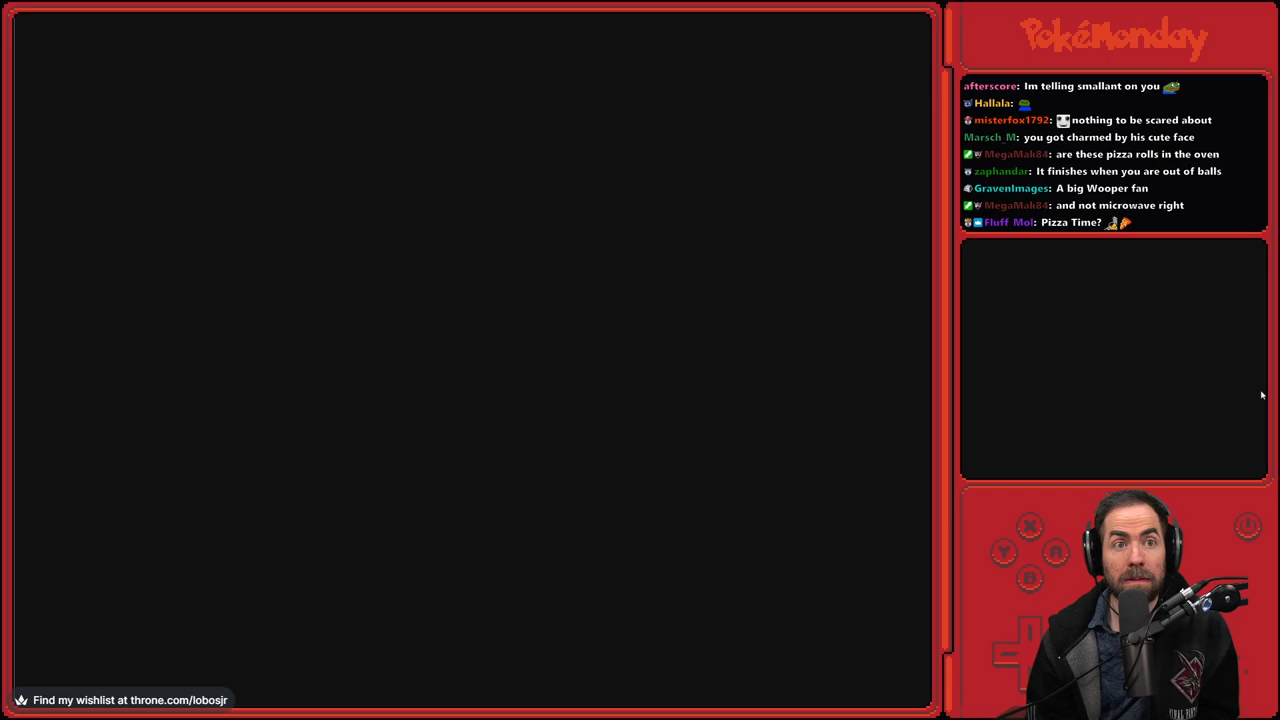 PokéMonday
afterscore: Im telling smallant on you
Hallala:
misterfox1792: nothing to be scared about
Marsch_M: you got charmed by his cute face
MegaMak84: are these pizza rolls in the oven
zaphandar: It finishes when you are out of balls
GravenImages: A big Wooper fan
MegaMak84: and not microwave right
Fluff_Mol: Pizza Time?
X
Y
A
B
Find my wishlist at throne.com/lobosjr